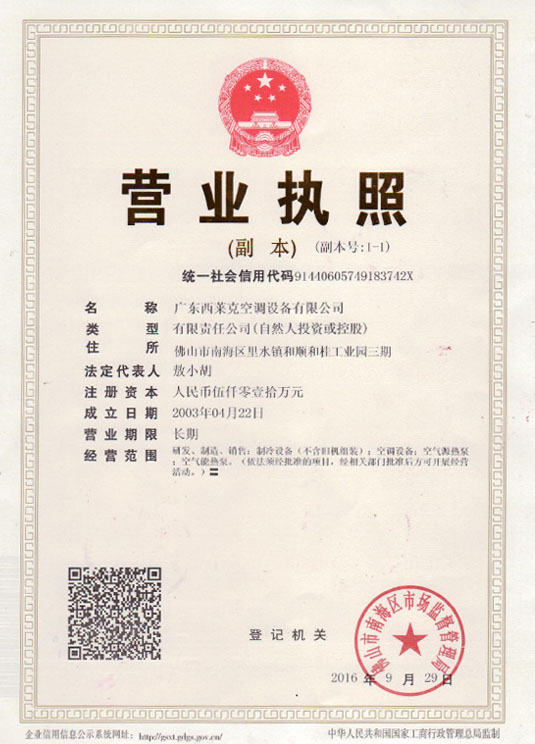 营业执照
(副 本) (副本号:1-1)
统一社会信用代码91440605749183742X
名 称 广东西莱克空调设备有限公司
类 型 有限责任公司(自然人投资或控股)
住 所 佛山市南海区里水镇和顺和桂工业园三期
法定代表人 敖小胡
注册资本 人民币伍仟零壹拾万元
成立日期 2003年04月22日
营业期限 长期
经营范围 研发、制造、销售:制冷设备(不含旧机组装);空调设备;空气源热泵
;空气能热泵。(依法须经批准的项目,经相关部门批准后方可开展经营
活动。)〓
登记机关
佛山市南海区市场监督管理局
2016 年 9 月 29 日
企业信用信息公示系统网址: http://gsxt.gdgs.gov.cn/ 中华人民共和国国家工商行政管理总局监制